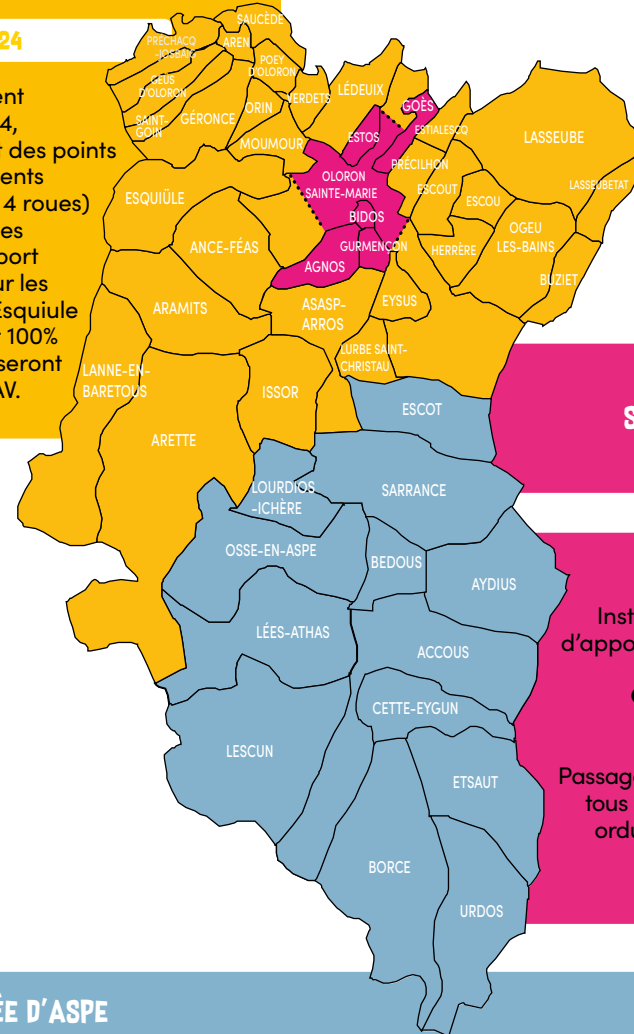 24
ent
4,
t des points
ents
4 roues)
es
port
ur les
Esquiule
t 100%
seront
AV.
SAUCÈDE
PRÉCHACQ
-JOSBAIG
AREN
GEUS
D'OLORON
POEY
D'OLORON
SAINT-
GOIN
GÉRONCE
ORIN
VERDETS
LÉDEUIX
MOUMOUR
GOÈS
ESTOS
ESTIALESCQ
LASSEUBE
PRÉCILHON
OLORON
SAINTE-MARIE
ESCOUT
ESCOU
LASSEUBETAT
ESQUIÜLE
BIDOS
OGEU
LES-BAINS
ANCE-FÉAS
GURMENÇON
HERRÈRE
AGNOS
BUZIET
ARAMITS
ASASP-
ARROS
EYSUS
LURBE SAINT-
CHRISTAU
LANNE-EN-
BARETOUS
ISSOR
ESCOT
ARETTE
S
LOURDIOS
-ICHÈRE
SARRANCE
OSSE-EN-ASPE
BEDOUS
AYDIUS
LÉES-ATHAS
ACCOUS
Inst
d'appo
CETTE-EYGUN
LESCUN
ETSAUT
Passag
tous
ordu
BORCE
URDOS
ÉE D'ASPE